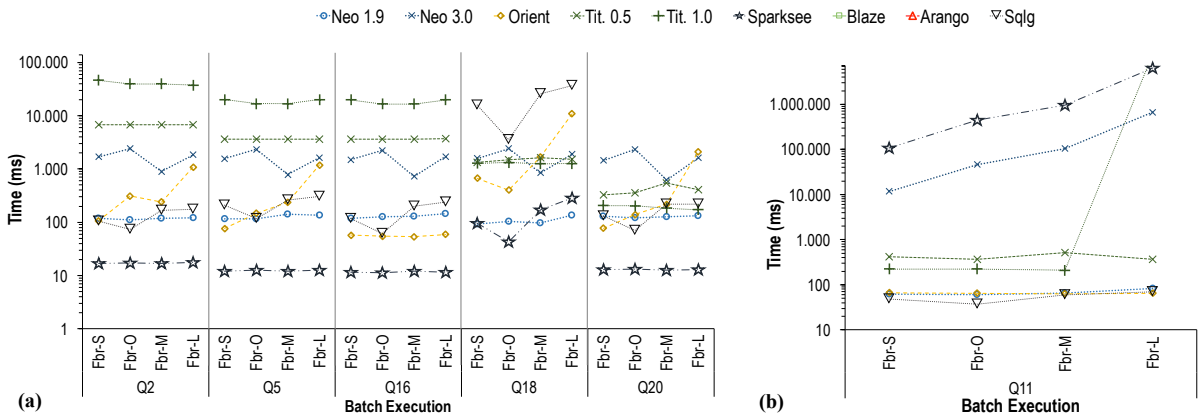 Neo 1.9 Neo 3.0 Orient Tit. 0.5 Tit. 1.0 Sparksee Blaze Arango Sqlg
(a)
Time (ms)
100.000
10.000
1.000
100
10
1
Fbr-S Fbr-O Fbr-M Fbr-L Fbr-S Fbr-O Fbr-M Fbr-L Fbr-S Fbr-O Fbr-M Fbr-L Fbr-S Fbr-O Fbr-M Fbr-L Fbr-S Fbr-O Fbr-M Fbr-L
Q2 Q5 Q16 Q18 Q20
Batch Execution
(b)
Time (ms)
1.000.000
100.000
10.000
1.000
100
10
Fbr-S Fbr-O Fbr-M Fbr-L
Q11
Batch Execution